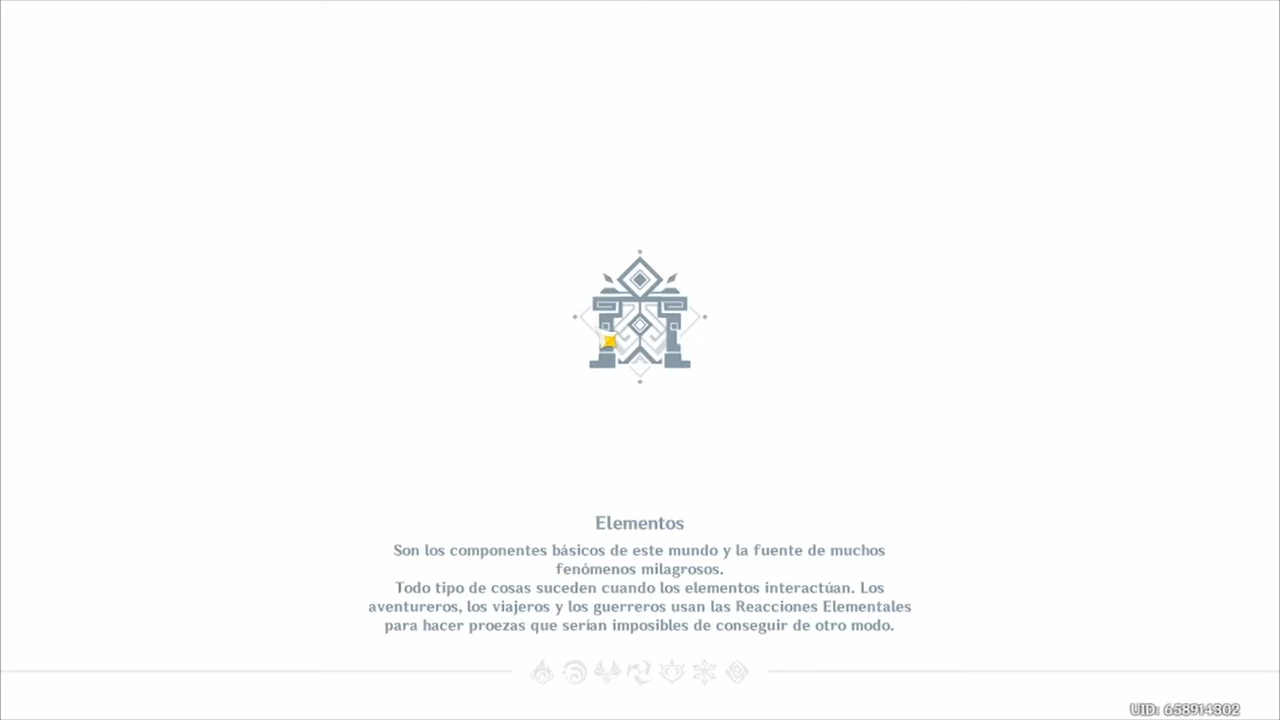 Elementos
Son los componentes básicos de este mundo y la fuente de muchos
fenómenos milagrosos.
Todo tipo de cosas suceden cuando los elementos interactúan. Los
aventureros, los viajeros y los guerreros usan las Reacciones Elementales
para hacer proezas que serían imposibles de conseguir de otro modo.
UID: 658914302